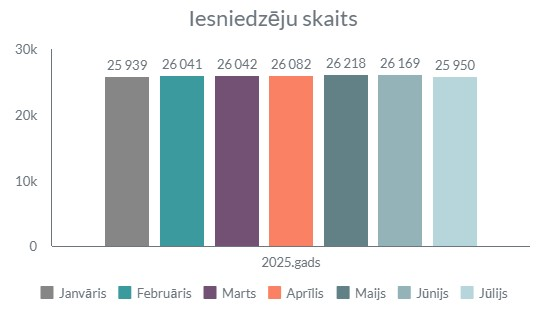 Iesniedzēju skaits
30k
25 939 26 041 26 042 26 082 26 218 26 169 25 950
20k
10k
0
2025.gads
Janvāris Februāris Marts Aprīlis Maijs Jūnijs Jūlijs